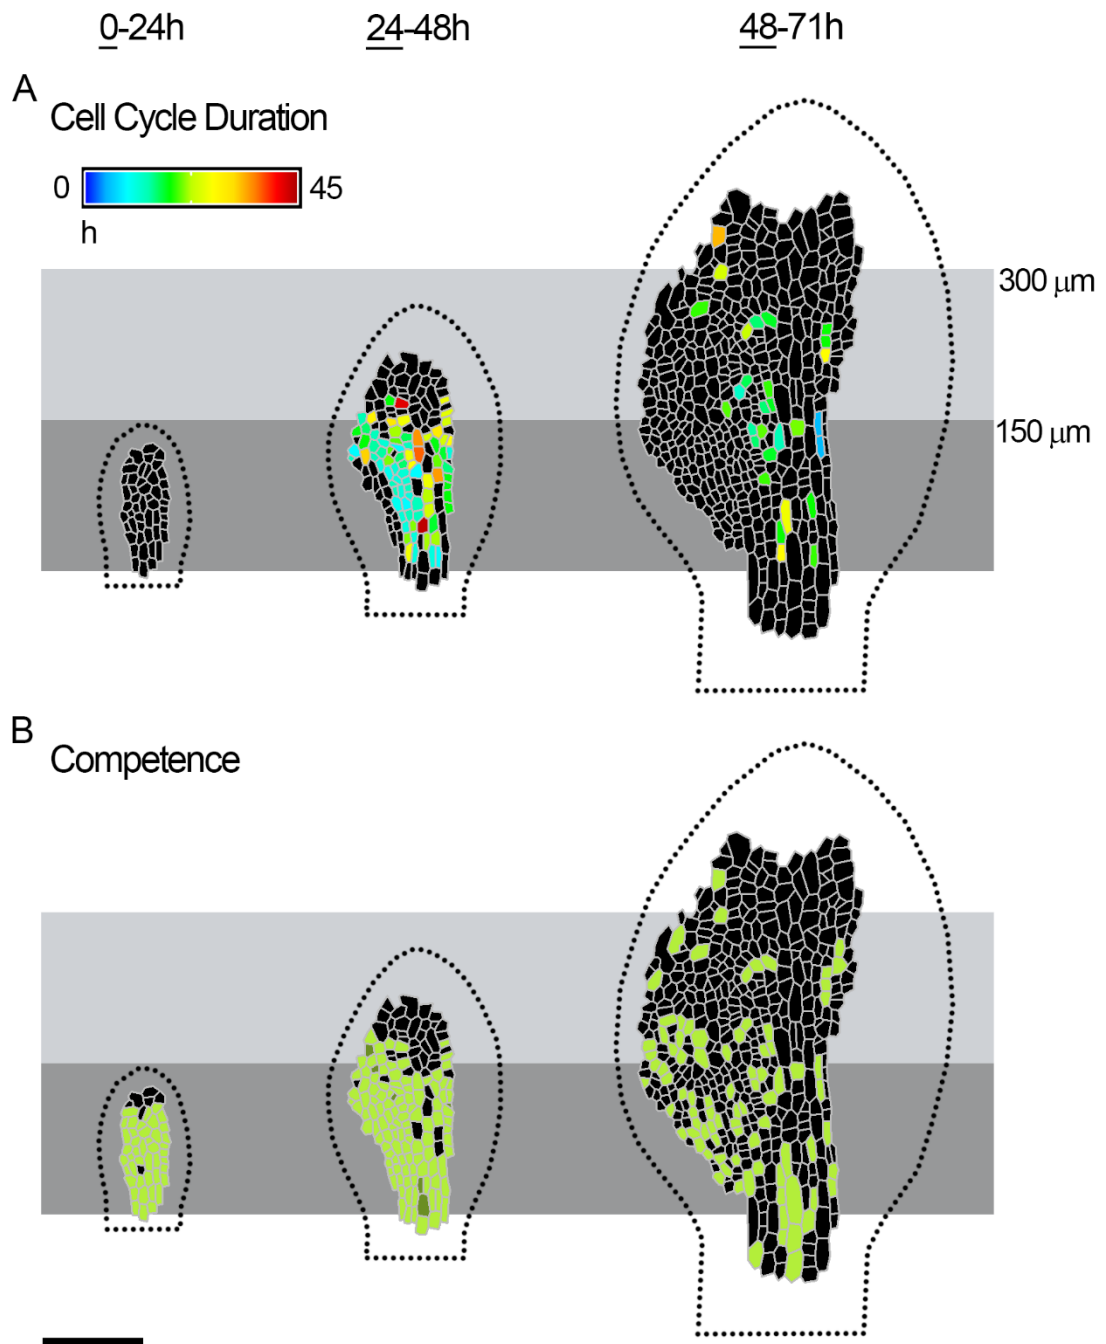 0-24h 24-48h 48-71h
A
Cell Cycle Duration
0 45
h
300 μm
150 μm
B
Competence